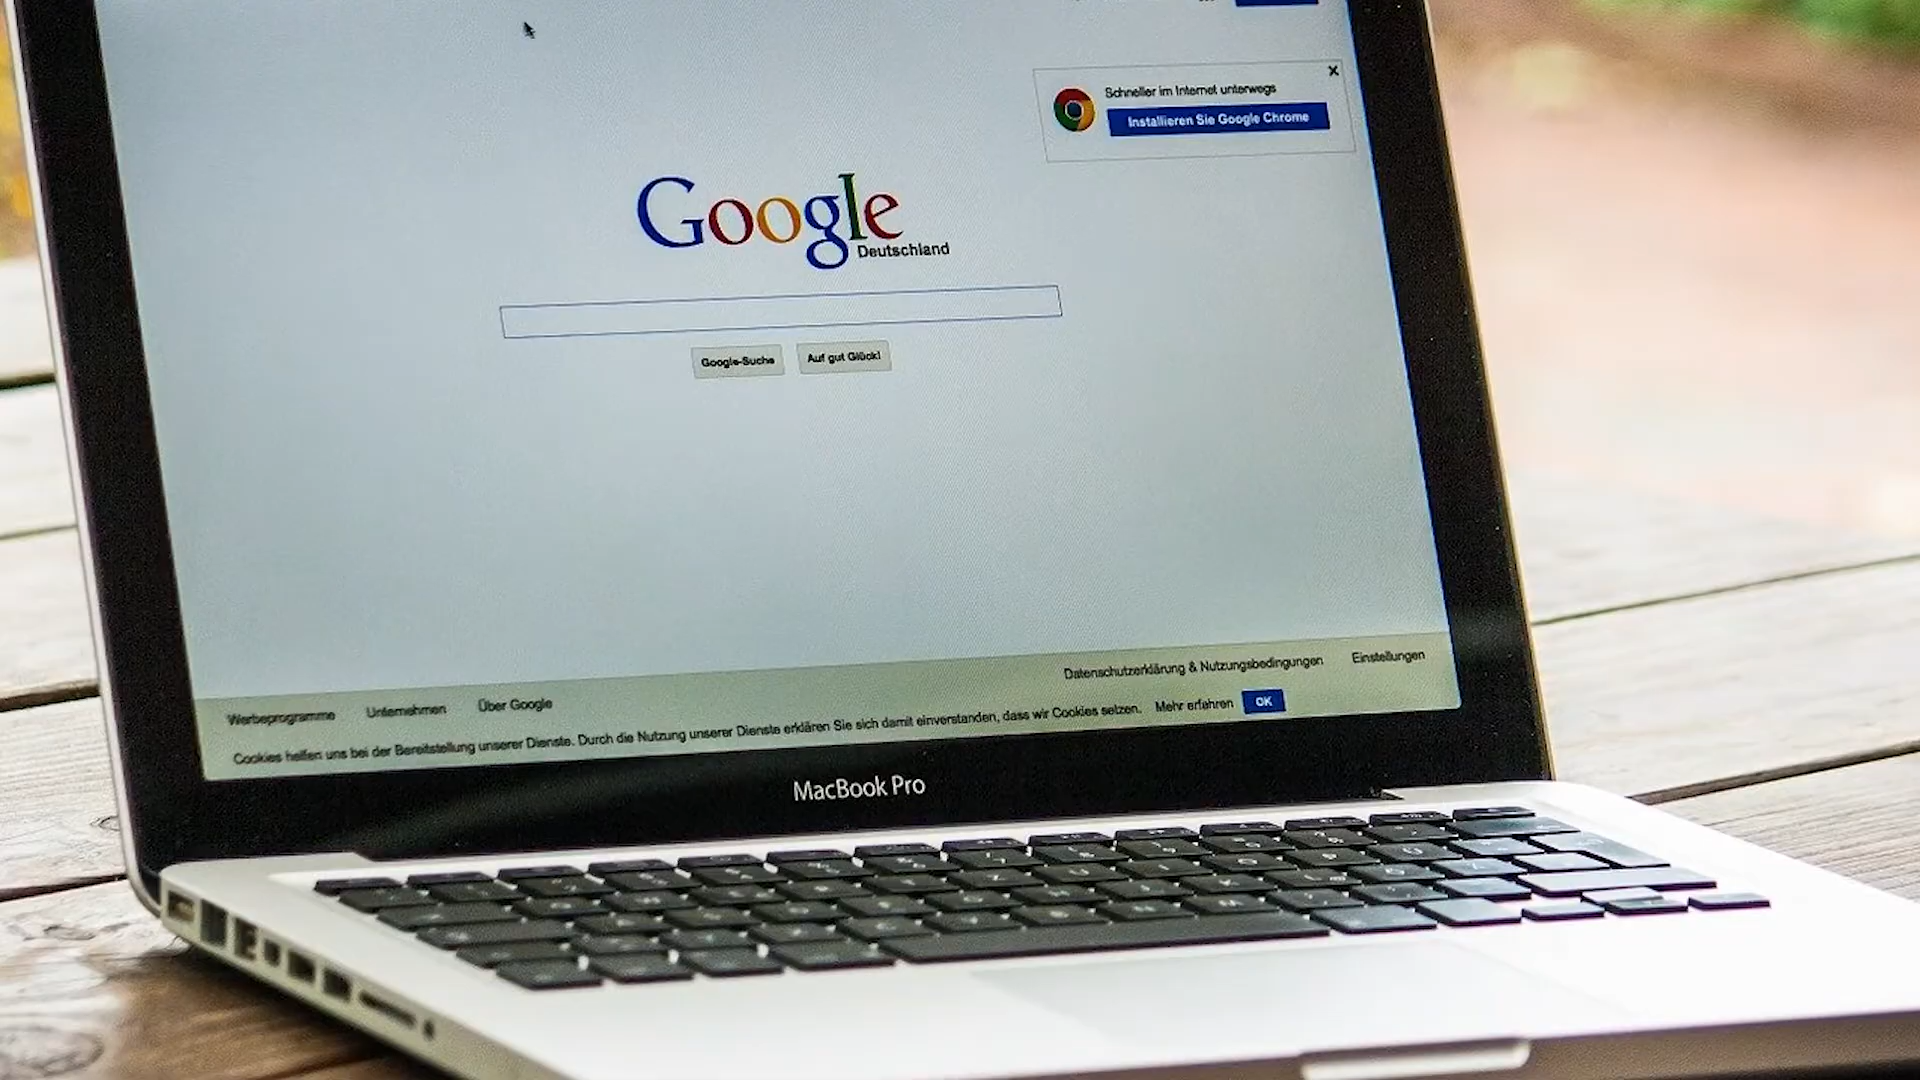 Schneller im Internet unterwegs
Installieren Sie Google Chrome
Google
Deutschland
Google-Suche
Auf gut Glück!
Datenschutzerklärung & Nutzungsbedingungen Einstellungen
Werbeprogramme Unternehmen Über Google
Cookies helfen uns bei der Bereitstellung unserer Dienste. Durch die Nutzung unserer Dienste erklären Sie sich damit einverstanden, dass wir Cookies setzen. Mehr erfahren OK
MacBook Pro